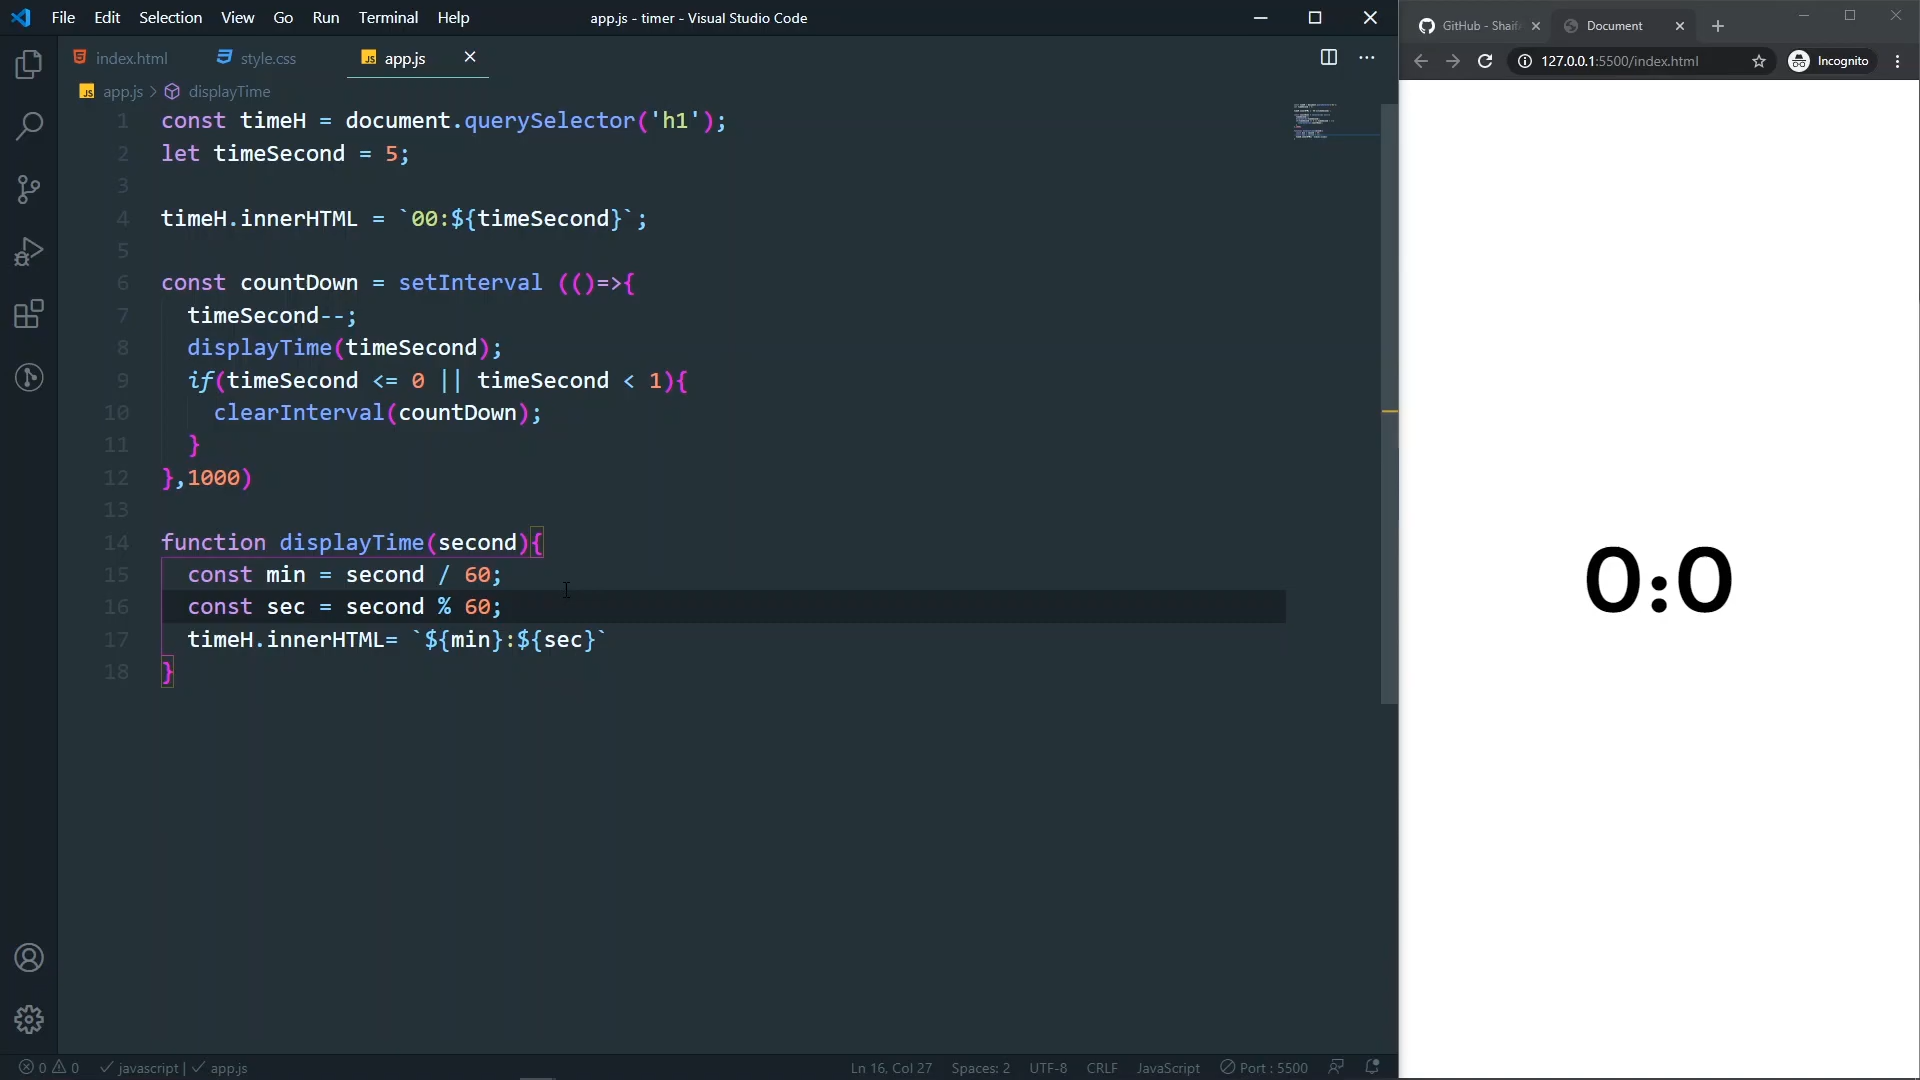 File Edit Selection View Go Run Terminal Help
app.js - timer - Visual Studio Code
index.html
style.css
JS app.js
JS app.js > displayTime
1 const timeH = document.querySelector('h1');
2 let timeSecond = 5;
3
4 timeH.innerHTML = `00:${timeSecond}`;
5
6 const countDown = setInterval (()=>{
7 timeSecond--;
8 displayTime(timeSecond);
9 if(timeSecond <= 0 || timeSecond < 1){
10 clearInterval(countDown);
11 }
12 },1000)
13
14 function displayTime(second){
15 const min = second / 60;
16 const sec = second % 60;
17 timeH.innerHTML= `${min}:${sec}`
18 }
0 0 javascript | app.js
Ln 16, Col 27 Spaces: 2 UTF-8 CRLF JavaScript Port : 5500
GitHub - Shaif
Document
127.0.0.1:5500/index.html
Incognito
0:0